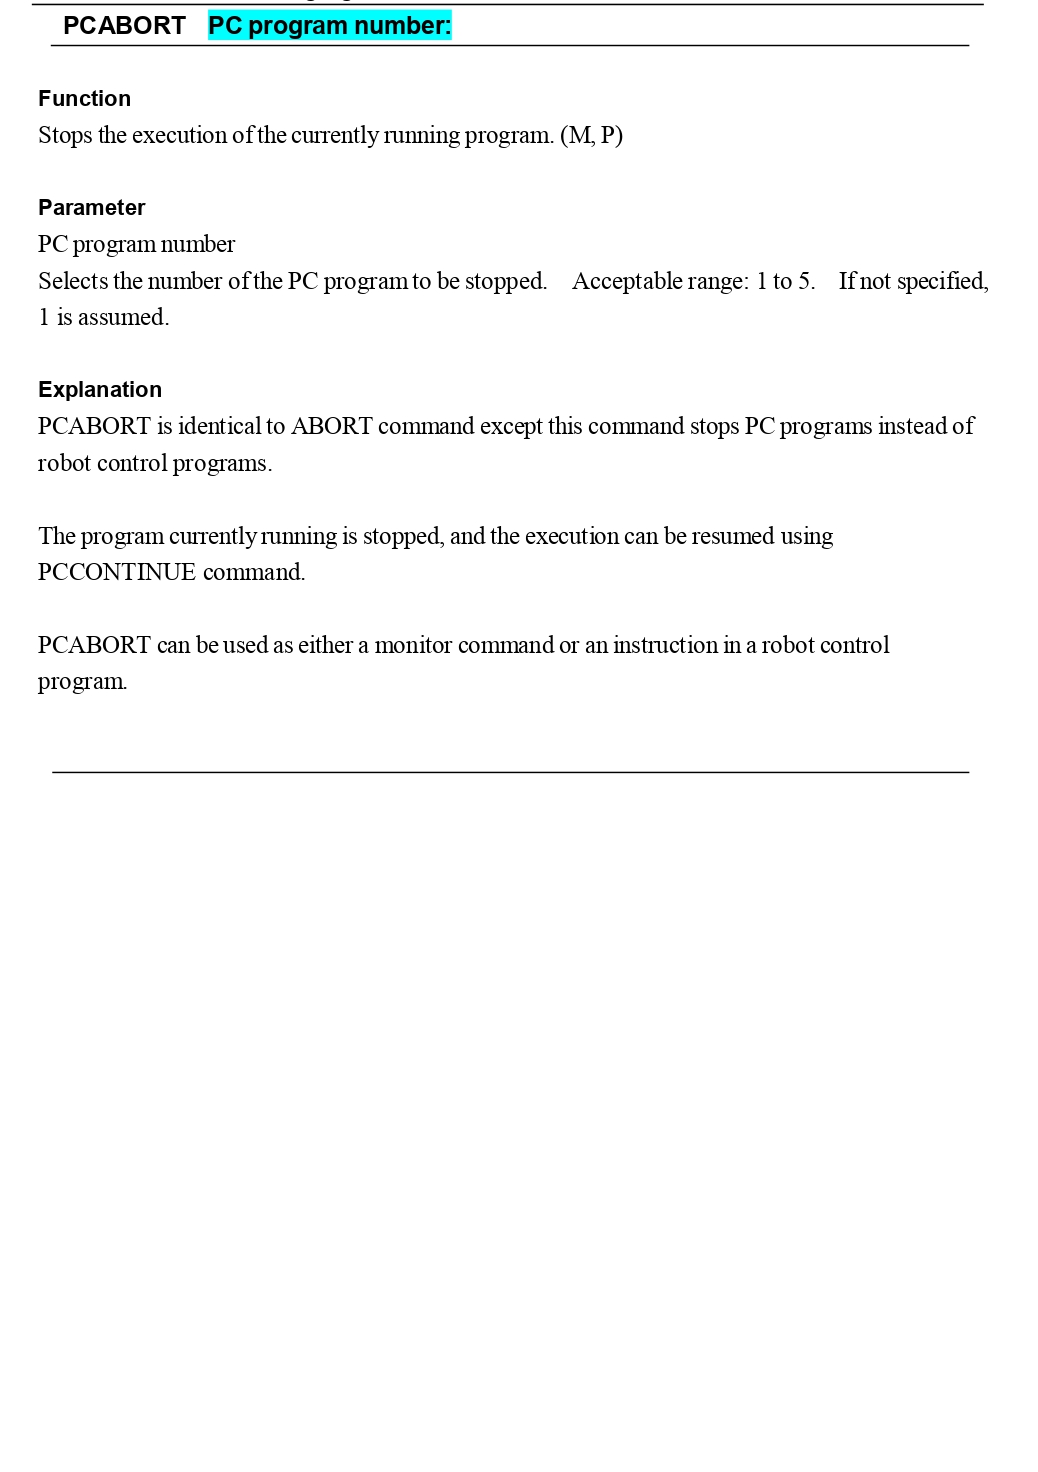 PCABORT PC program number:
Function
Stops the execution of the currently running program. (M, P)
Parameter
PC program number
Selects the number of the PC program to be stopped. Acceptable range: 1 to 5. If not specified,
1 is assumed.
Explanation
PCABORT is identical to ABORT command except this command stops PC programs instead of
robot control programs.
The program currently running is stopped, and the execution can be resumed using
PCCONTINUE command.
PCABORT can be used as either a monitor command or an instruction in a robot control
program.